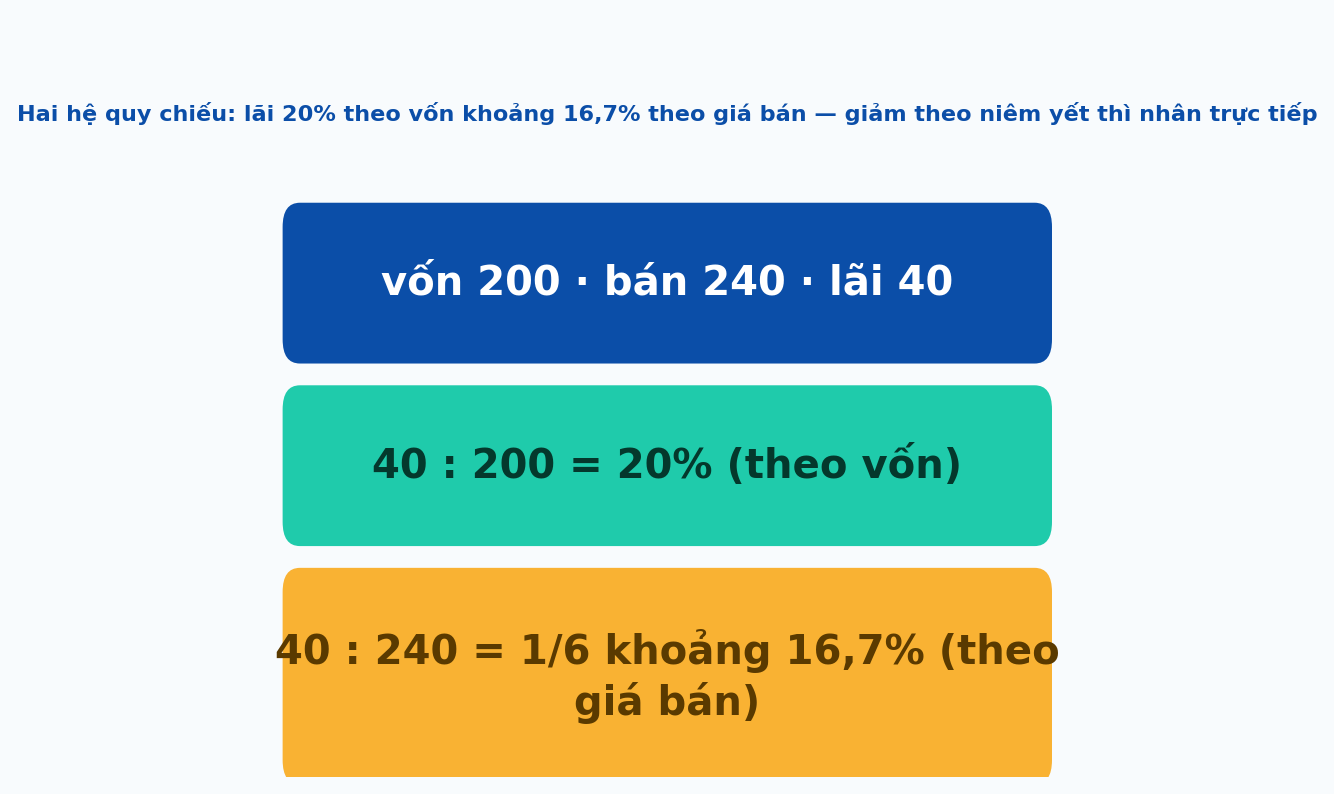 Hai hệ quy chiếu: lãi 20% theo vốn khoảng 16,7% theo giá bán — giảm theo niêm yết thì nhân trực tiếp
vốn 200 · bán 240 · lãi 40
40 : 200 = 20% (theo vốn)
40 : 240 = 1/6 khoảng 16,7% (theo
giá bán)